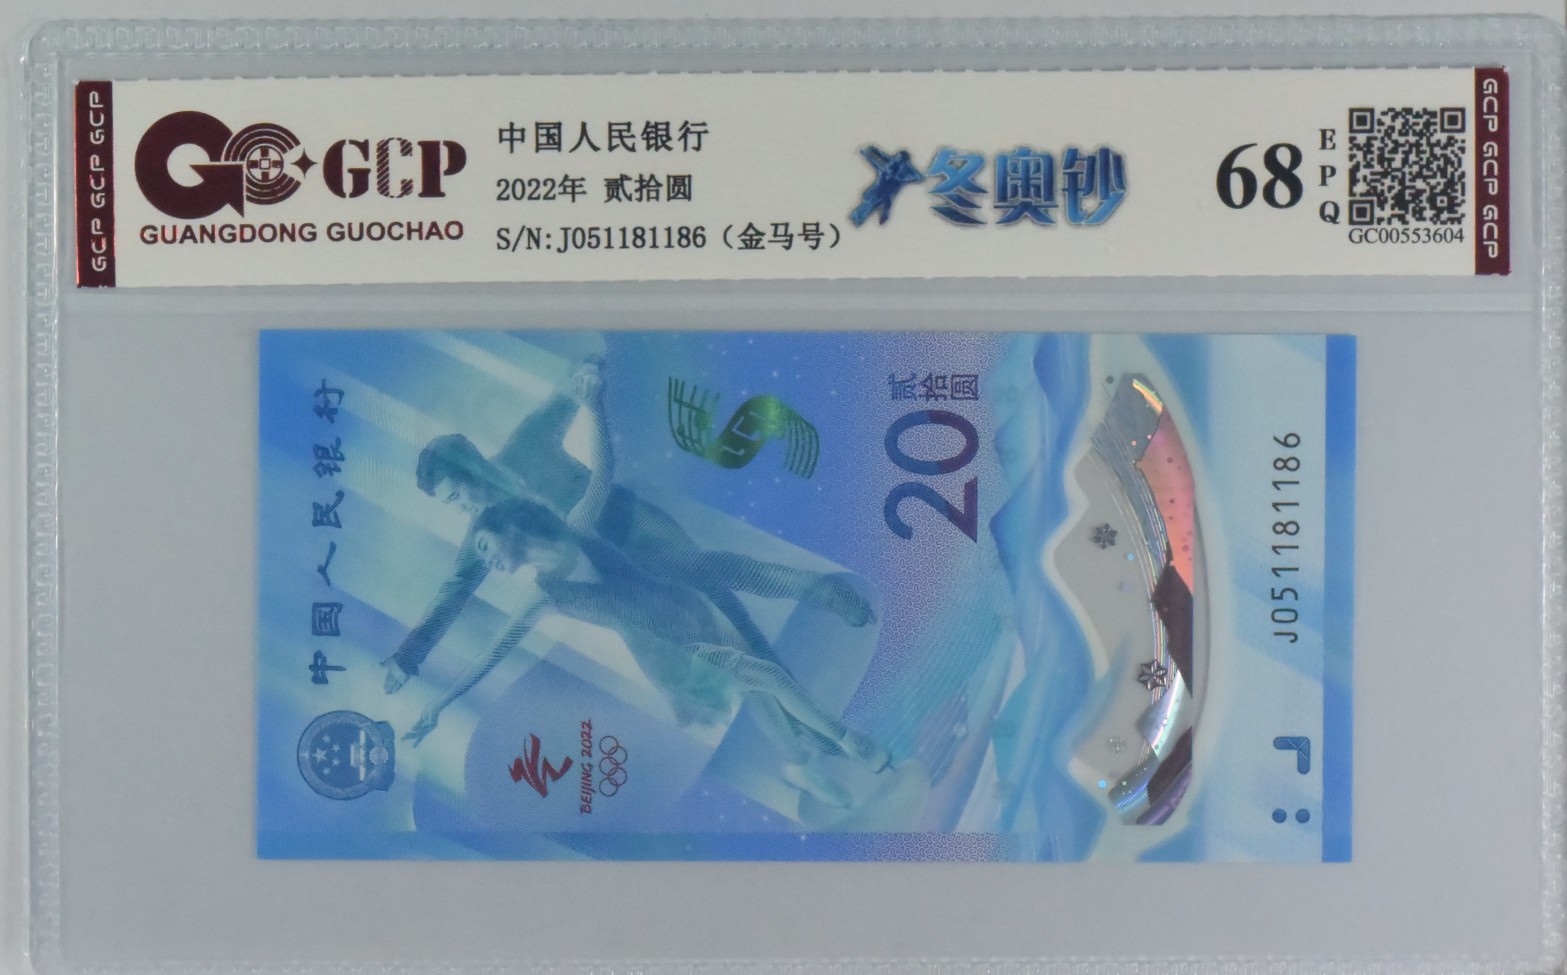 GCP
GUANGDONG GUOCHAO
中国人民银行
2022年 贰拾圆
S/N:J051181186（金马号）
冬奥钞
68
EPQ
GC00553604
GCP GCP GCP
GCP GCP GCP
中国人民银行
BEIJING 2022
贰拾圆
20
J051181186